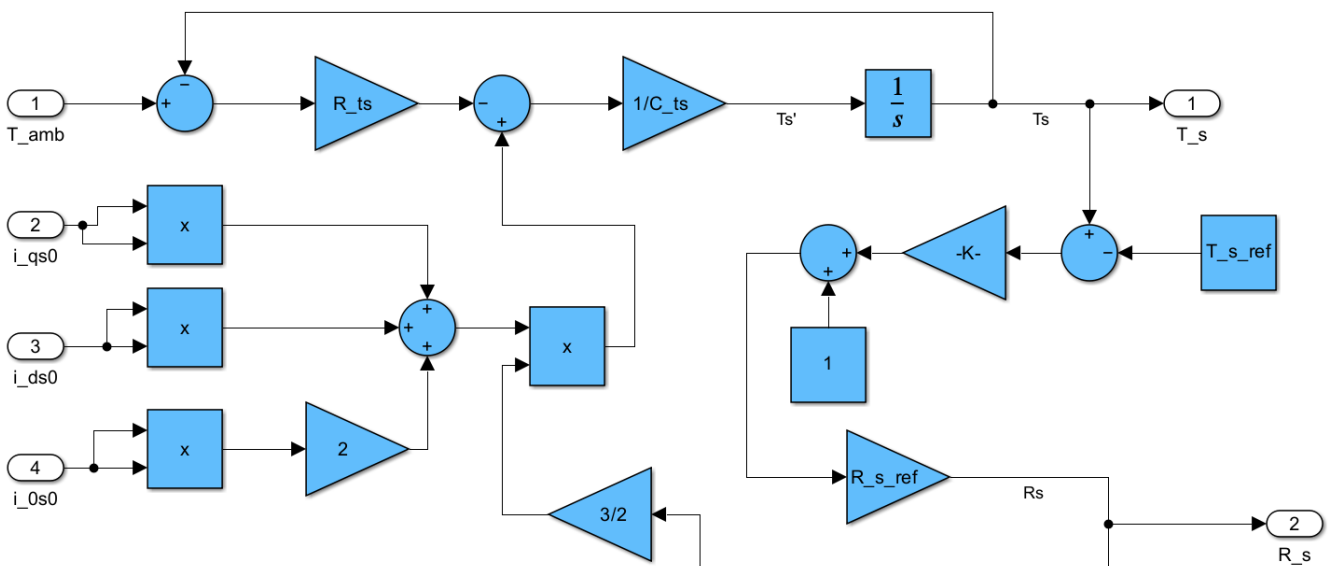 1
T_amb
+
−
R_ts
−
+
1/C_ts
Ts'
1
s
Ts
1
T_s
2
i_qs0
x
3
i_ds0
x
4
i_0s0
x
2
+
+
+
x
3/2
+
−
T_s_ref
-K-
+
+
1
R_s_ref
Rs
2
R_s